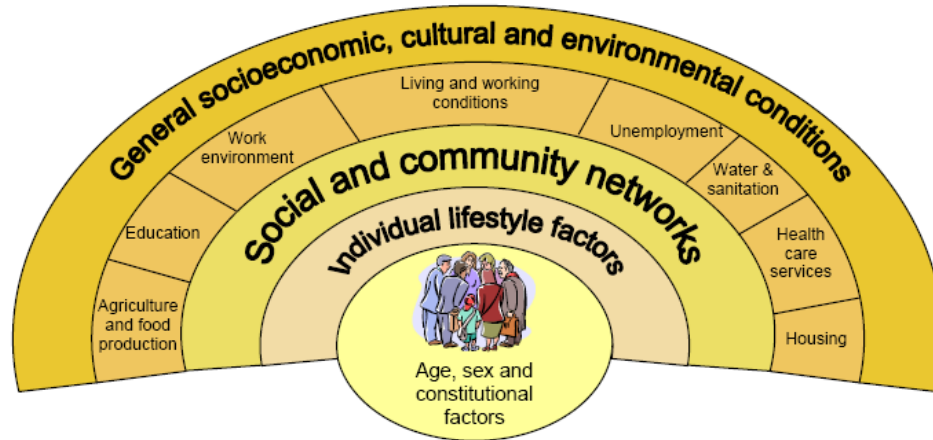 General socioeconomic, cultural and environmental conditions
Living and working
conditions
Work
environment
Unemployment
Education
Water &
sanitation
Agriculture
and food
production
Health
care
services
Housing
Social and community networks
Individual lifestyle factors
Age, sex and
constitutional
factors